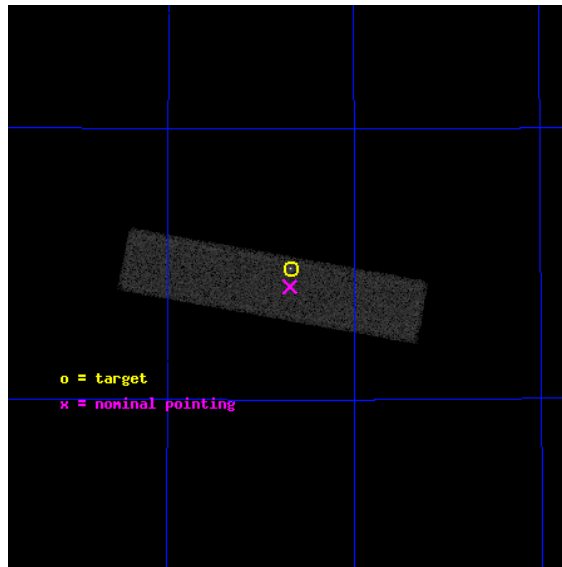 o = target
x = nominal pointing